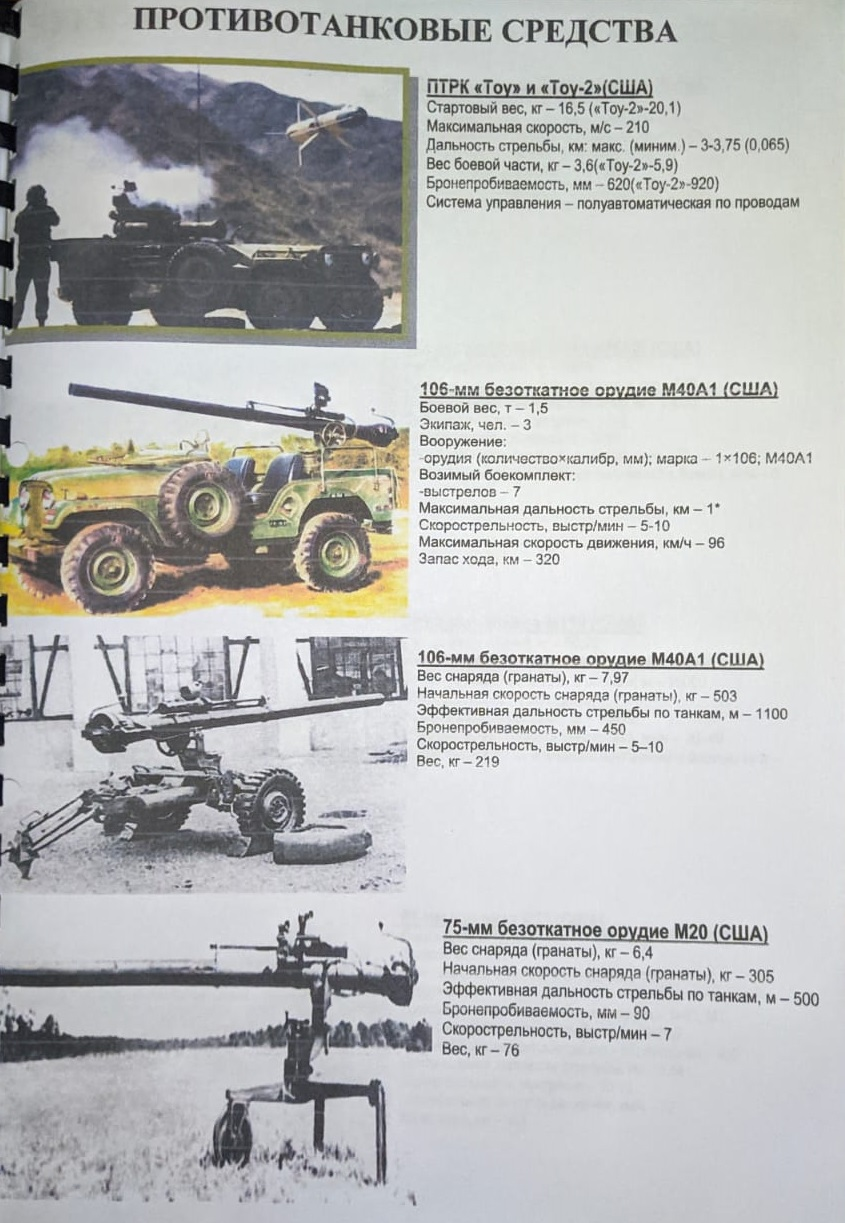 ПРОТИВОТАНКОВЫЕ СРЕДСТВА
ПТРК «Тоу» и «Тоу-2»(США)
Стартовый вес, кг – 16,5 («Тоу-2»-20,1)
Максимальная скорость, м/с – 210
Дальность стрельбы, км: макс. (миним.) – 3-3,75 (0,065)
Вес боевой части, кг – 3,6(«Тоу-2»-5,9)
Бронепробиваемость, мм – 620(«Тоу-2»-920)
Система управления – полуавтоматическая по проводам
106-мм безоткатное орудие М40А1 (США)
Боевой вес, т – 1,5
Экипаж, чел. – 3
Вооружение:
-орудия (количество×калибр, мм); марка – 1×106; М40А1
Возимый боекомплект:
-выстрелов – 7
Максимальная дальность стрельбы, км – 1*
Скорострельность, выстр/мин – 5-10
Максимальная скорость движения, км/ч – 96
Запас хода, км – 320
106-мм безоткатное орудие М40А1 (США)
Вес снаряда (гранаты), кг – 7,97
Начальная скорость снаряда (гранаты), кг – 503
Эффективная дальность стрельбы по танкам, м – 1100
Бронепробиваемость, мм – 450
Скорострельность, выстр/мин – 5–10
Вес, кг – 219
75-мм безоткатное орудие М20 (США)
Вес снаряда (гранаты), кг – 6,4
Начальная скорость снаряда (гранаты), кг – 305
Эффективная дальность стрельбы по танкам, м – 500
Бронепробиваемость, мм – 90
Скорострельность, выстр/мин – 7
Вес, кг – 76